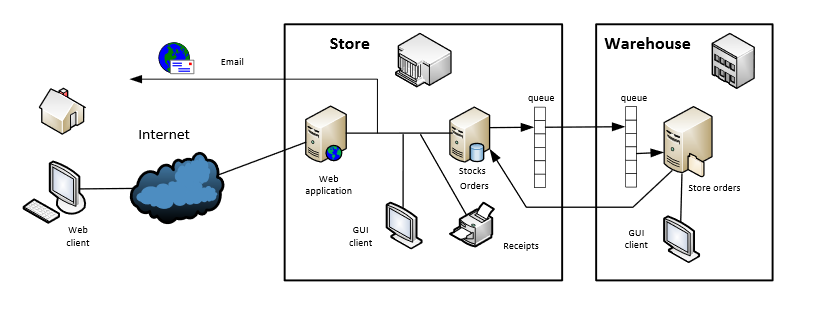 Store
Warehouse
Email
queue
queue
Internet
Web
application
Stocks
Orders
Store orders
Web
client
GUI
client
Receipts
GUI
client